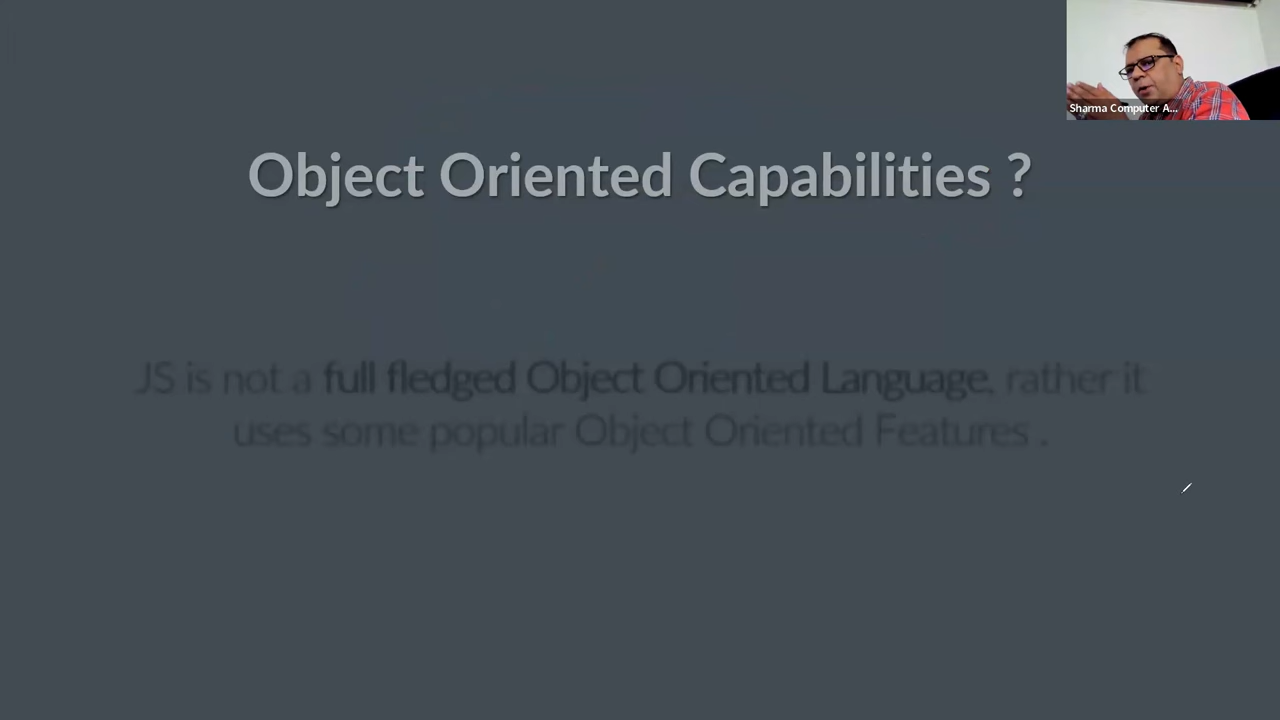 Sharma Computer A...
Object Oriented Capabilities ?
JS is not a full fledged Object Oriented Language, rather it
uses some popular Object Oriented Features .